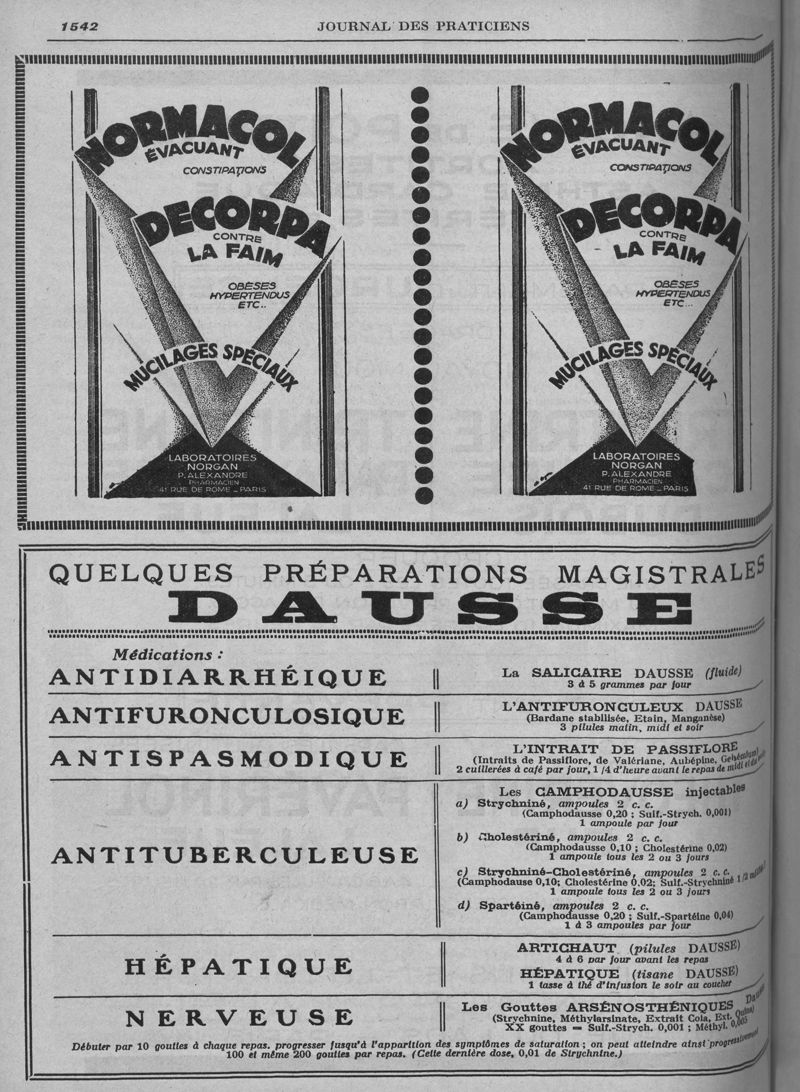 1542
JOURNAL DES PRATICIENS
NORMACOL
ÉVACUANT
CONSTIPATIONS
DECORPA
CONTRE
LA FAIM
OBÈSES
HYPERTENDUS
ETC..
MUCILAGES SPÉCIAUX
LABORATOIRES
NORGAN
P. ALEXANDRE
PHARMACIEN
41 RUE DE ROME _ PARIS
NORMACOL
ÉVACUANT
CONSTIPATIONS
DECORPA
CONTRE
LA FAIM
OBÈSES
HYPERTENDUS
ETC...
MUCILAGES SPÉCIAUX
LABORATOIRES
NORGAN
P. ALEXANDRE
PHARMACIEN
41 RUE DE ROME _ PARIS
QUELQUES PRÉPARATIONS MAGISTRALES
DAUSSE
Médications :
ANTIDIARRHÉIQUE
La SALICAIRE DAUSSE (fluide)
3 à 5 grammes par jour
ANTIFURONCULOSIQUE
L'ANTIFURONCULEUX DAUSSE
(Bardane stabilisée, Etain, Manganèse)
3 pilules matin, midi et soir
ANTISPASMODIQUE
L'INTRAIT DE PASSIFLORE
(Intraits de Passiflore, de Valériane, Aubépine,
2 cuillerées à café par jour, 1/4 d'heure avant le repas de midi
ANTITUBERCULEUSE
Les CAMPHODAUSSE injectables
a) Strychniné, ampoules 2 c. c.
(Camphodausse 0,20 ; Sulf.-Strych. 0,001)
1 ampoule par jour
b) Cholestériné, ampoules 2 c. c.
(Camphodausse 0,10 ; Cholestérine 0,02)
1 ampoule tous les 2 ou 3 jours
c) Strychniné-Cholestériné, ampoules 2 c. c.
(Camphodause 0,10; Cholestérine 0.02; Sulf.-Strychniné 1/2
1 ampoule tous les 2 ou 3 jours
d) Spartéiné, ampoules 2 c. c.
(Camphodausse 0,20 ; Sulf.-Spartéine 0,04)
1 à 3 ampoules par jour
HÉPATIQUE
ARTICHAUT (pilules DAUSSE)
4 à 6 par jour avant les repas
HÉPATIQUE (tisane DAUSSE)
1 tasse à thé d'infusion le soir au coucher
NERVEUSE
Les Gouttes ARSÉNOSTHÉNIQUES Dausse
(Strychnine, Méthylarsinate, Extrait Cola, Ext. Quina)
XX gouttes = Sulf.-Strych. 0,001 ; Méthyl. 0,005
Débuter par 10 gouttes à chaque repas. progresser jusqu'à l'apparition des symptômes de saturation ; on peut atteindre ainsi progressivement
100 et même 200 gouttes par repas. (Cette dernière dose, 0,01 de Strychnine.)